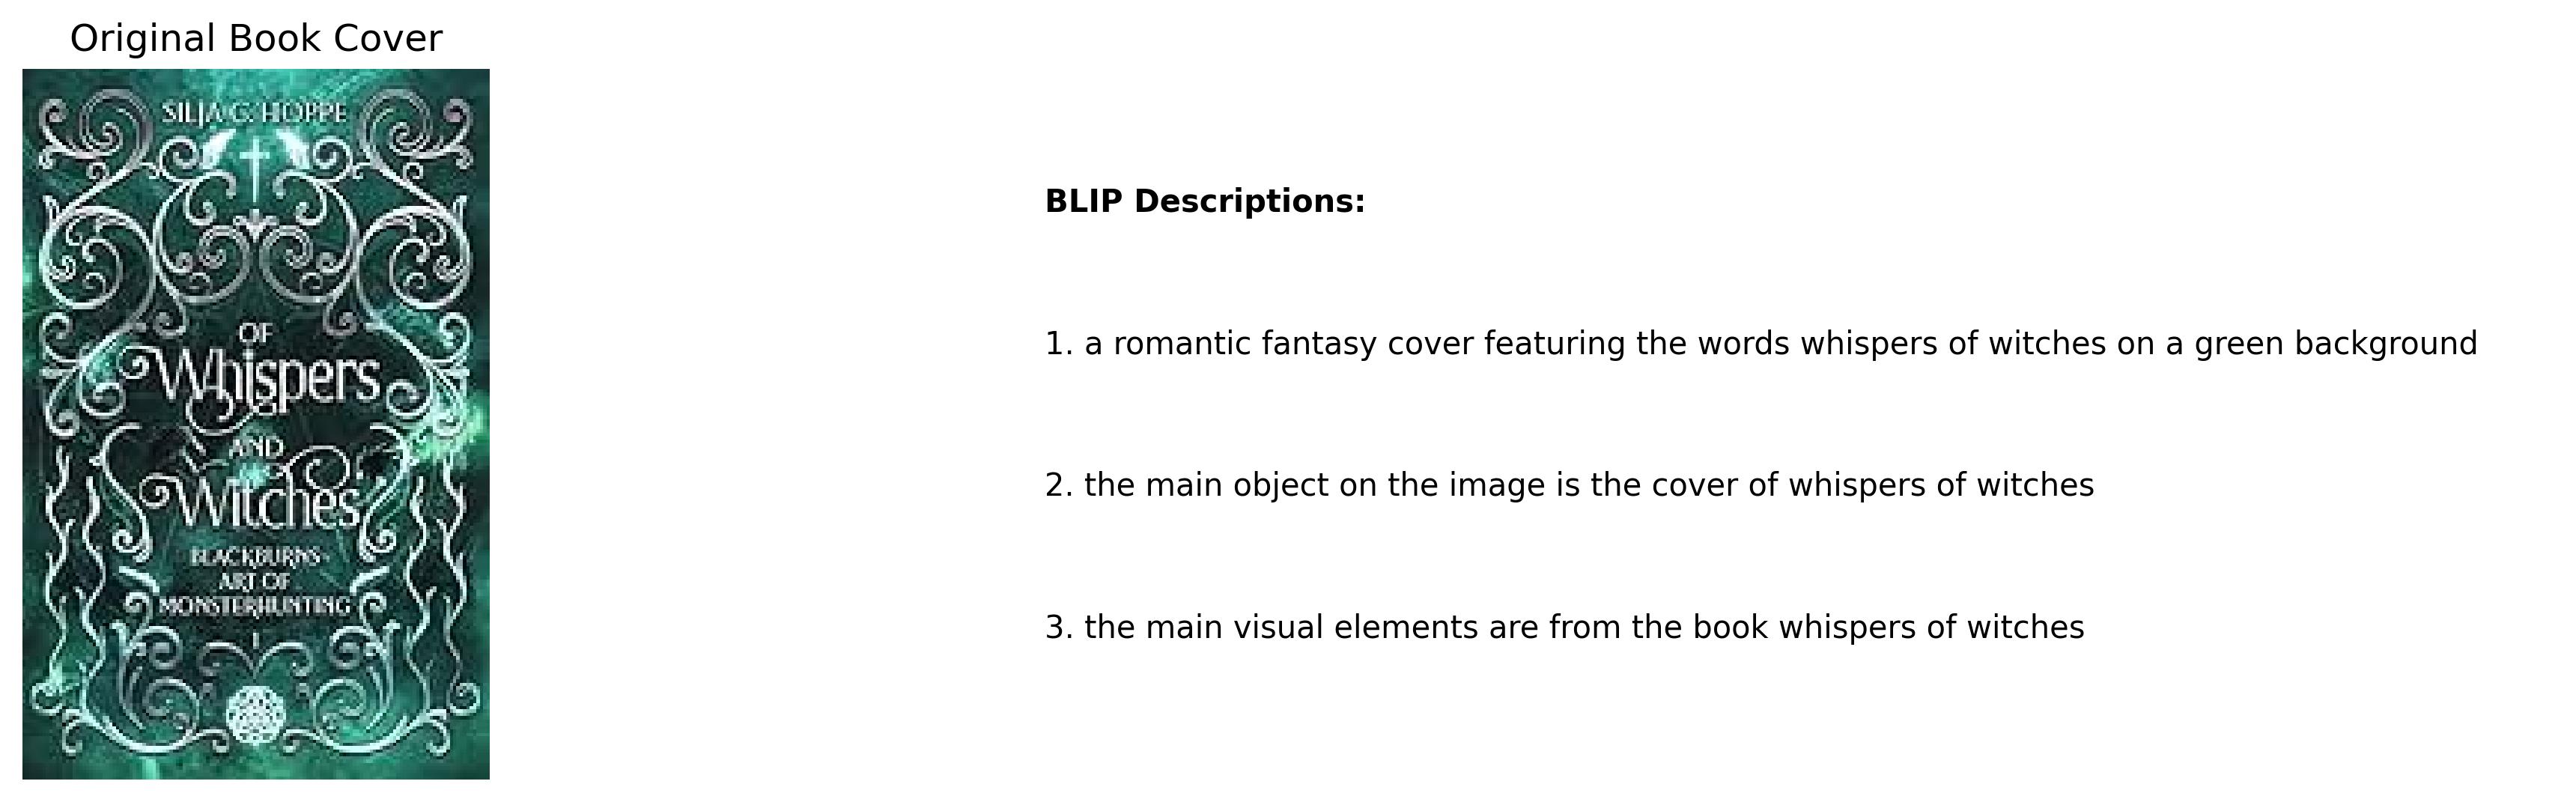 Original Book Cover
SILJA G. HOPPE
OF
Whispers
AND
Witches
BLACKBURNS
ART OF
MONSTERHUNTING
BLIP Descriptions:
1. a romantic fantasy cover featuring the words whispers of witches on a green background
2. the main object on the image is the cover of whispers of witches
3. the main visual elements are from the book whispers of witches